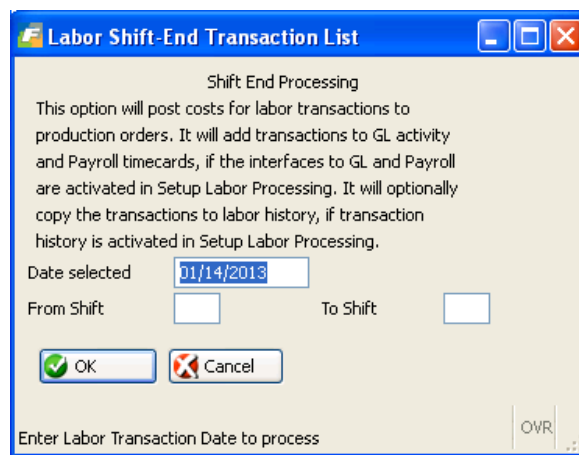 Labor Shift-End Transaction List
Shift End Processing
This option will post costs for labor transactions to
production orders. It will add transactions to GL activity
and Payroll timecards, if the interfaces to GL and Payroll
are activated in Setup Labor Processing. It will optionally
copy the transactions to labor history, if transaction
history is activated in Setup Labor Processing.
Date selected 01/14/2013
From Shift To Shift
OK Cancel
Enter Labor Transaction Date to process OVR